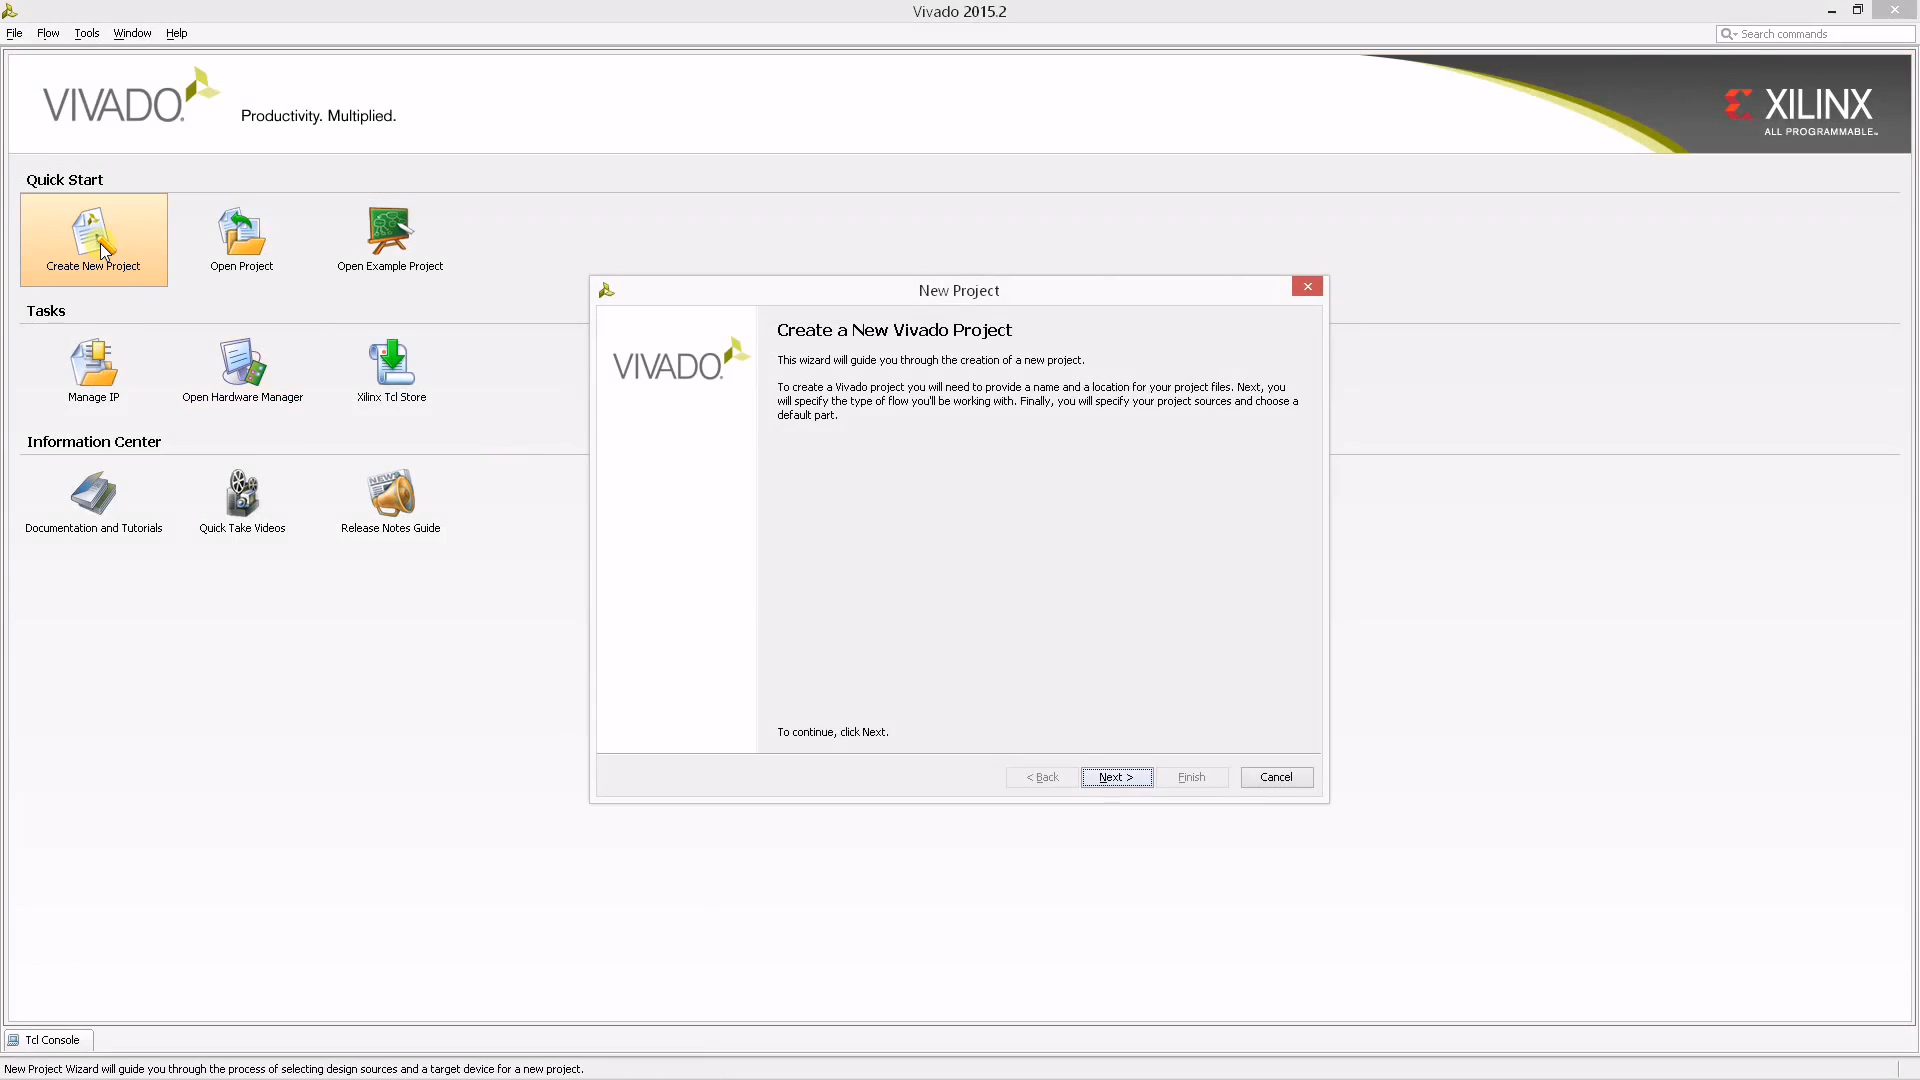 Vivado 2015.2
File Flow Tools Window Help
Search commands
VIVADO.
Productivity. Multiplied.
XILINX
ALL PROGRAMMABLE™
Quick Start
Create New Project
Open Project
Open Example Project
Tasks
Manage IP
Open Hardware Manager
Xilinx Tcl Store
Information Center
Documentation and Tutorials
Quick Take Videos
NEWS
Release Notes Guide
New Project
VIVADO.
Create a New Vivado Project
This wizard will guide you through the creation of a new project.
To create a Vivado project you will need to provide a name and a location for your project files. Next, you
will specify the type of flow you'll be working with. Finally, you will specify your project sources and choose a
default part.
To continue, click Next.
< Back
Next >
Finish
Cancel
Tcl Console
New Project Wizard will guide you through the process of selecting design sources and a target device for a new project.